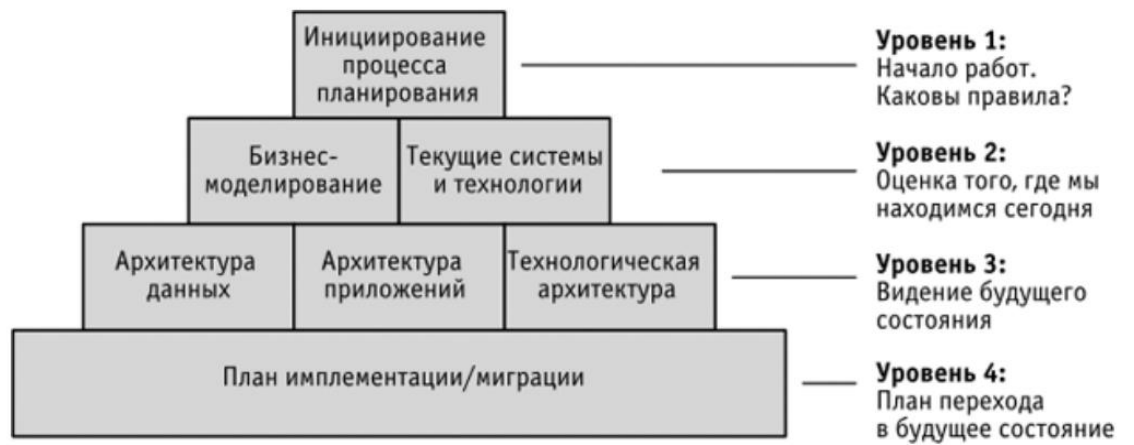 Инициирование
процесса
планирования
Уровень 1:
Начало работ.
Каковы правила?
Бизнес-
моделирование
Текущие системы
и технологии
Уровень 2:
Оценка того, где мы
находимся сегодня
Архитектура
данных
Архитектура
приложений
Технологическая
архитектура
Уровень 3:
Видение будущего
состояния
План имплементации/миграции
Уровень 4:
План перехода
в будущее состояние